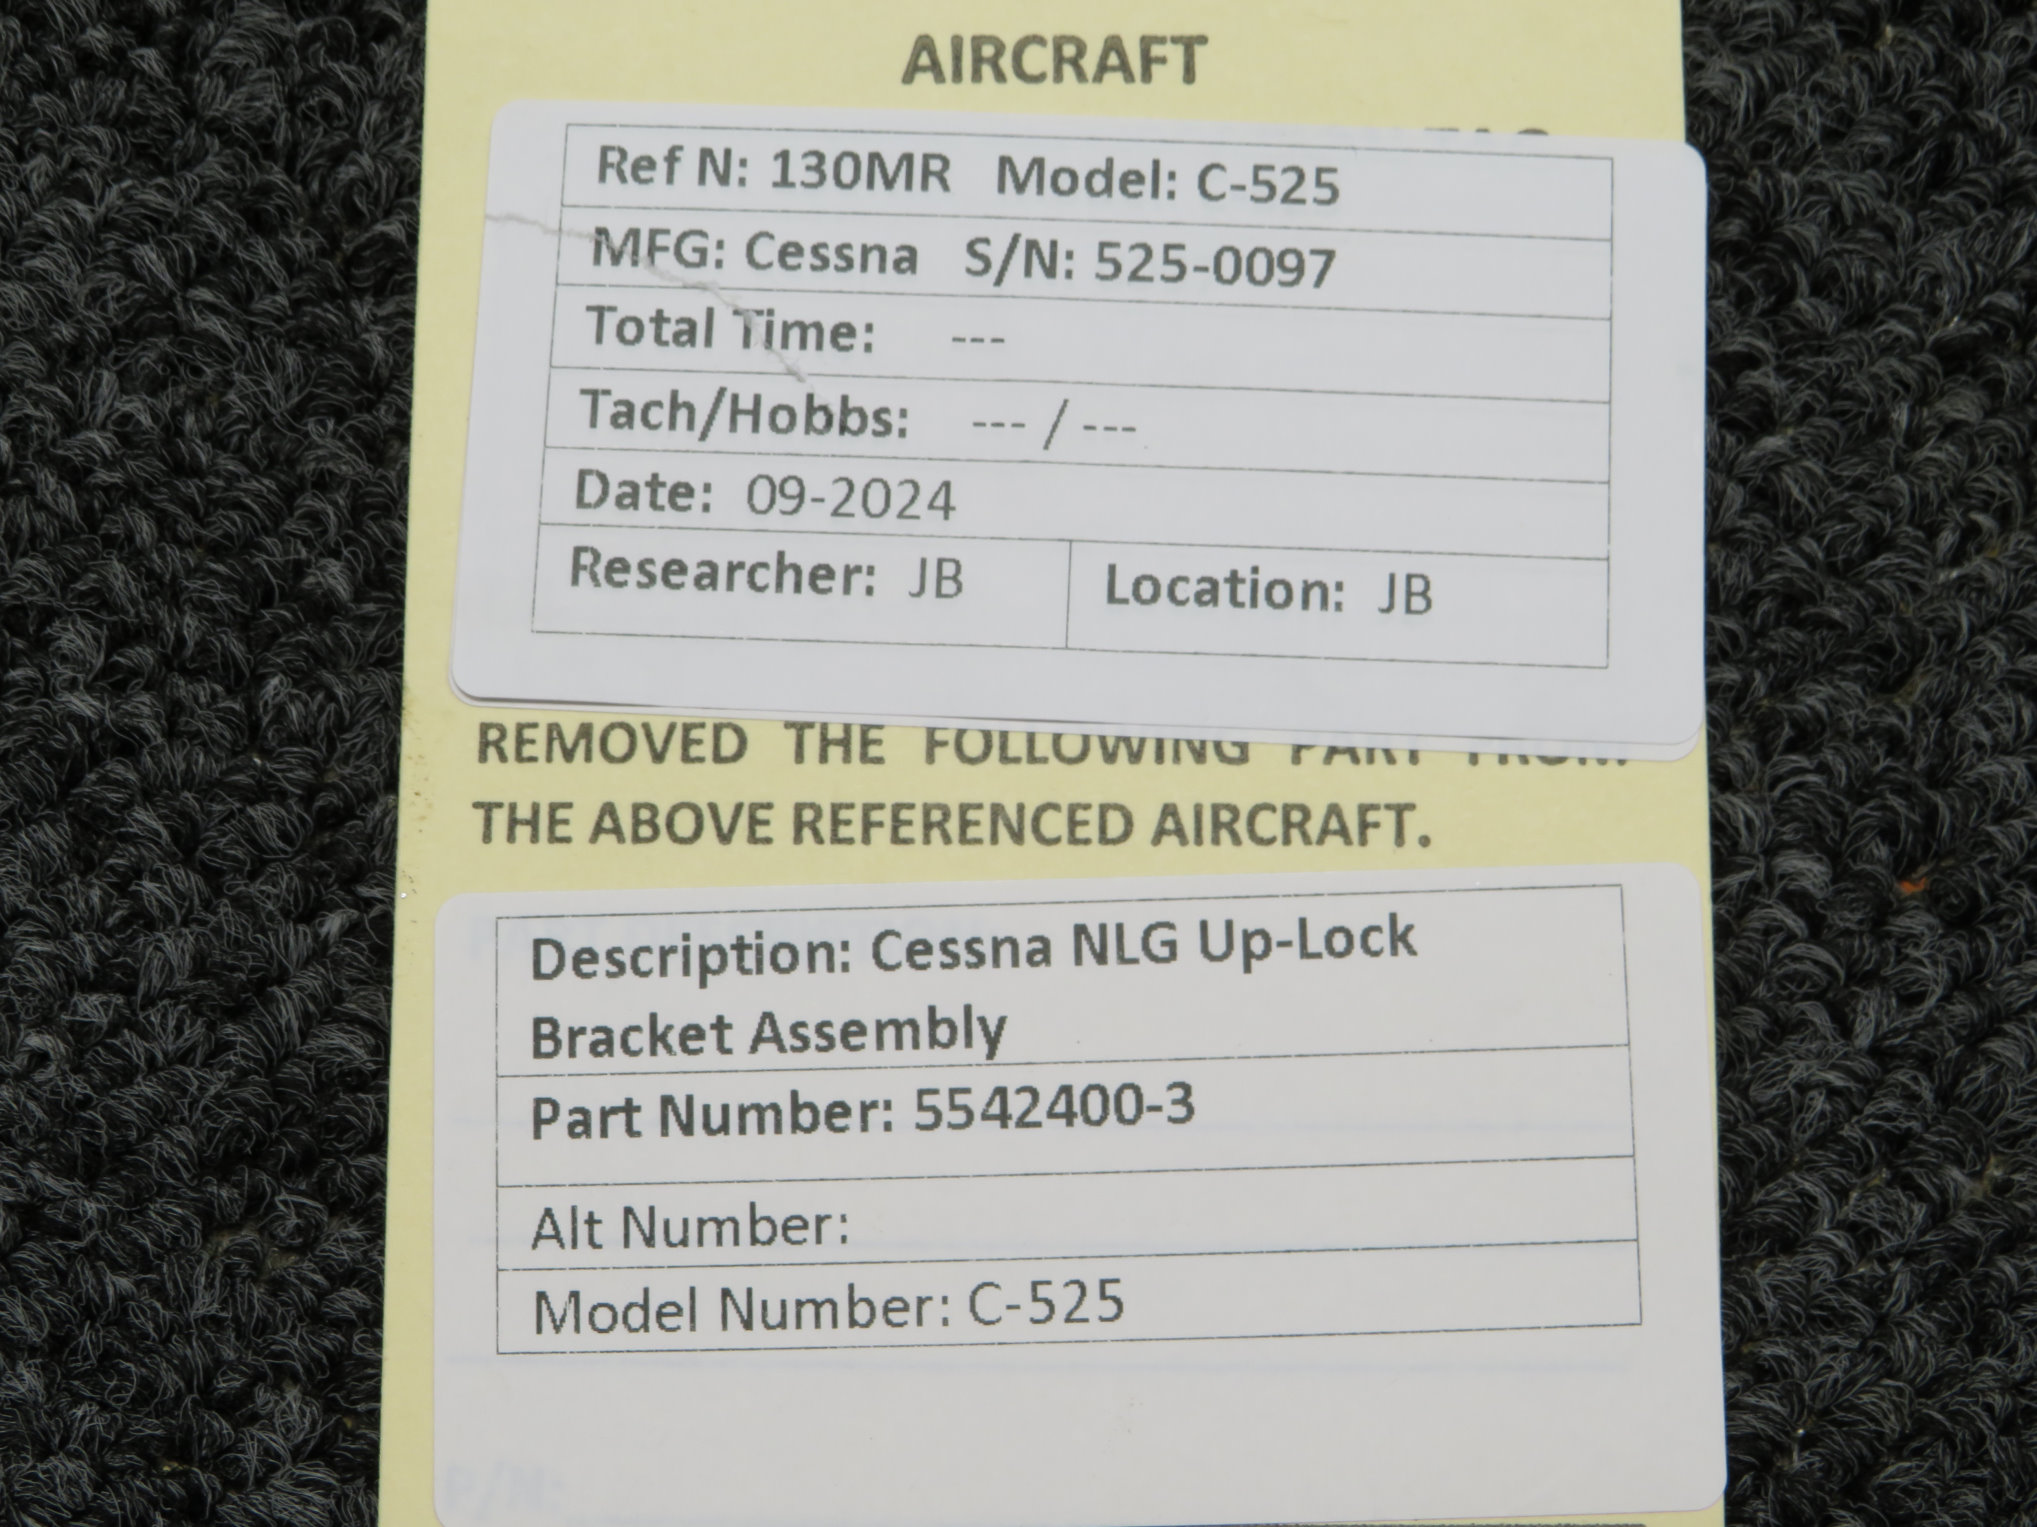 AIRCRAFT
Ref N: 130MR Model: C-525
MFG: Cessna S/N: 525-0097
Total Time: ---
Tach/Hobbs: --- / ---
Date: 09-2024
Researcher: JB Location: JB
REMOVED THE FOLLOWING PART FROM
THE ABOVE REFERENCED AIRCRAFT.
Description: Cessna NLG Up-Lock
Bracket Assembly
Part Number: 5542400-3
Alt Number:
Model Number: C-525
P/N: